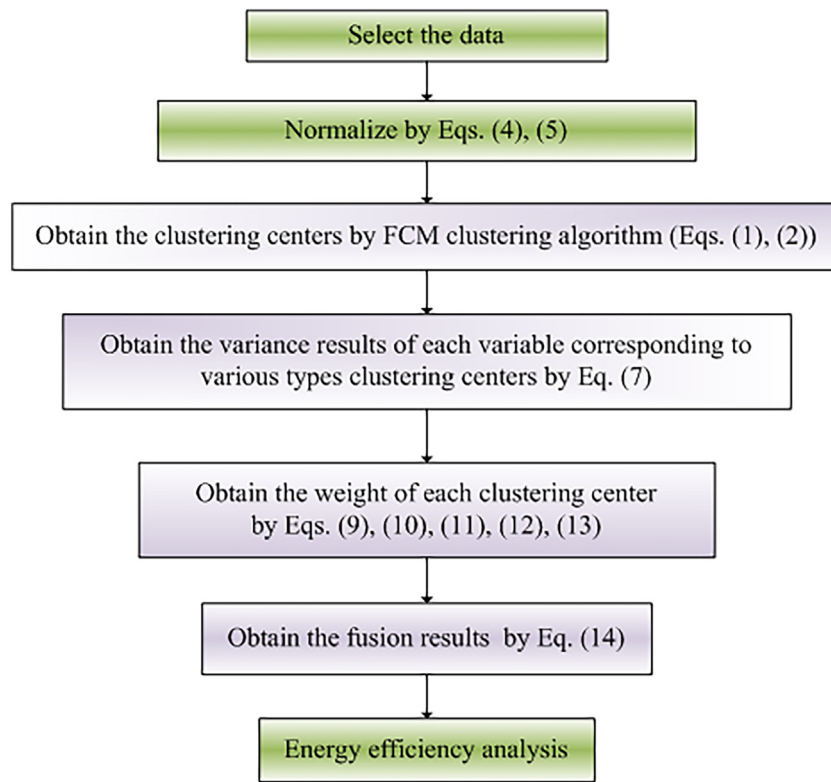 Select the data
Normalize by Eqs. (4), (5)
Obtain the clustering centers by FCM clustering algorithm (Eqs. (1), (2))
Obtain the variance results of each variable corresponding to
various types clustering centers by Eq. (7)
Obtain the weight of each clustering center
by Eqs. (9), (10), (11), (12), (13)
Obtain the fusion results by Eq. (14)
Energy efficiency analysis